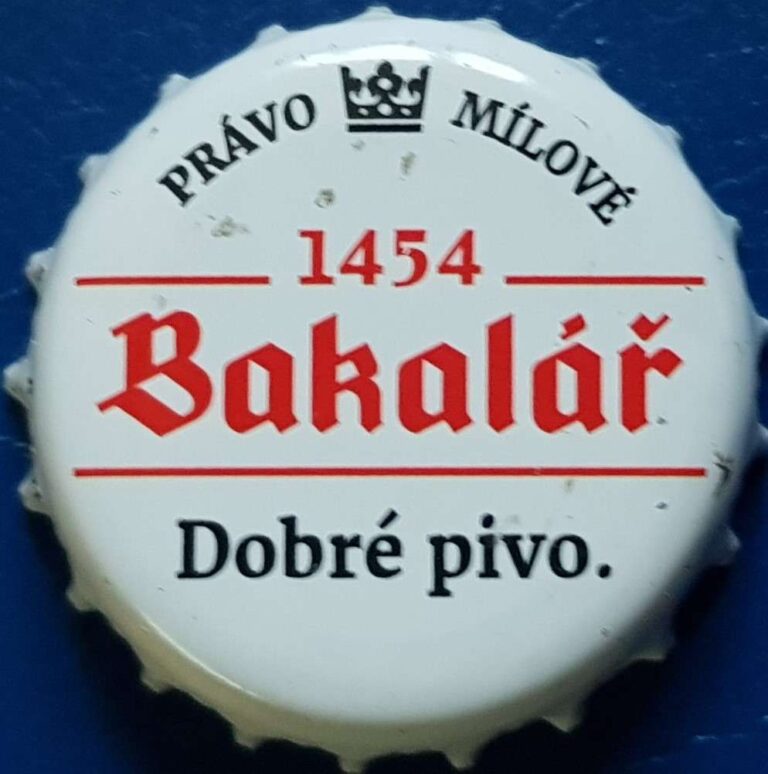 PRÁVO MÍLOVÉ
1454
Bakalář
Dobré pivo.